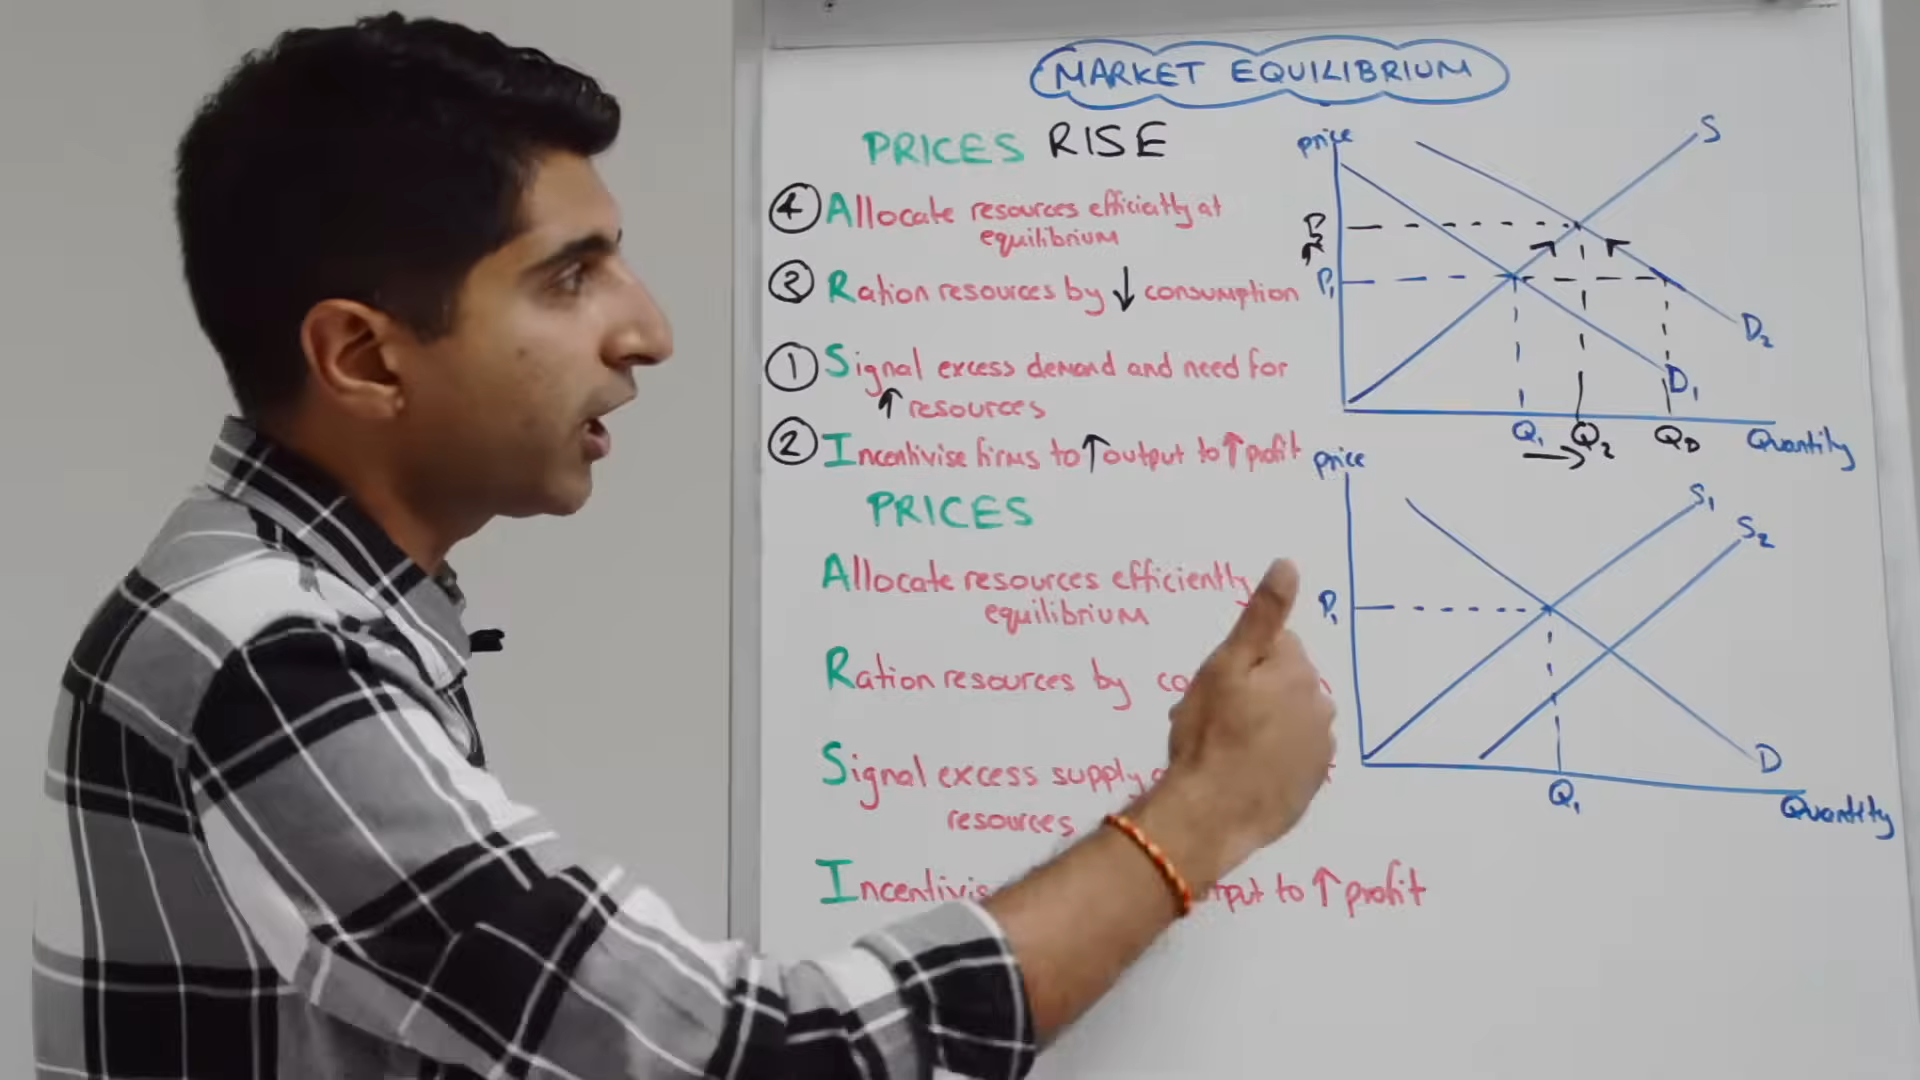 MARKET EQUILIBRIUM
PRICES RISE
④ Allocate resources efficiently at
equilibrium
③ Ration resources by ↓ consumption
① Signal excess demand and need for
↑ resources
② Incentivise firms to ↑ output to ↑ profit
price
S
P₂
↑
P₁
D₂
D₁
Q₁ Q₂ Q_D Quantity
→
PRICES
Allocate resources efficiently
equilibrium
Ration resources by
Signal excess supply
resources
to ↑ profit
price
S₁
S₂
P₁
D
Q₁
Quantity